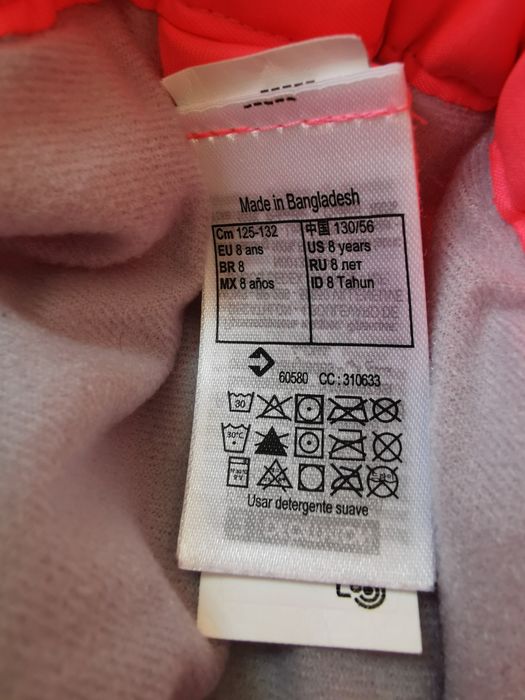 Made in Bangladesh
Cm 125-132 中国 130/56
EU 8 ans US 8 years
BR 8 RU 8 лет
MX 8 años ID 8 Tahun
60580 CC : 310633
30
30°C
Usar detergente suave